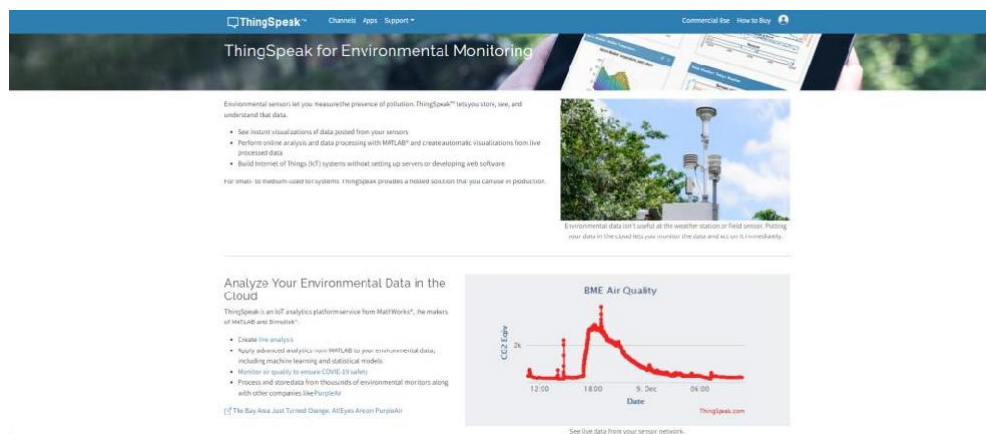 ThingSpeak™ Channels Apps Support Commercial Use How to Buy
ThingSpeak for Environmental Monitoring
Environmental sensors let you measure the presence of pollution. ThingSpeak™ lets you store, see, and
understand that data.
• See instant visualizations of data posted from your sensors
• Perform online analysis and data processing with MATLAB® and create automatic visualizations from live
processed data
• Build Internet of Things (IoT) systems without setting up servers or developing web software
For small- to medium-sized IoT systems, ThingSpeak provides a hosted solution that you can use in production.
Environmental data isn't useful at the weather station or field sensor. Putting
your data in the cloud lets you monitor the data and act on it immediately.
Analyze Your Environmental Data in the
Cloud
ThingSpeak is an IoT analytics platform service from MathWorks®, the makers
of MATLAB and Simulink®.
• Create live analysis
• Apply advanced analytics from MATLAB to your environmental data,
including machine learning and statistical models
• Monitor air quality to ensure COVID-19 safety
• Process and store data from thousands of environmental monitors along
with other companies like PurpleAir
The Bay Area Just Turned Orange. All Eyes Are on PurpleAir
BME Air Quality
CO2 Eqiv
2k
12:00 18:00 9. Dec 06:00
Date
ThingSpeak.com
See live data from your sensor network.